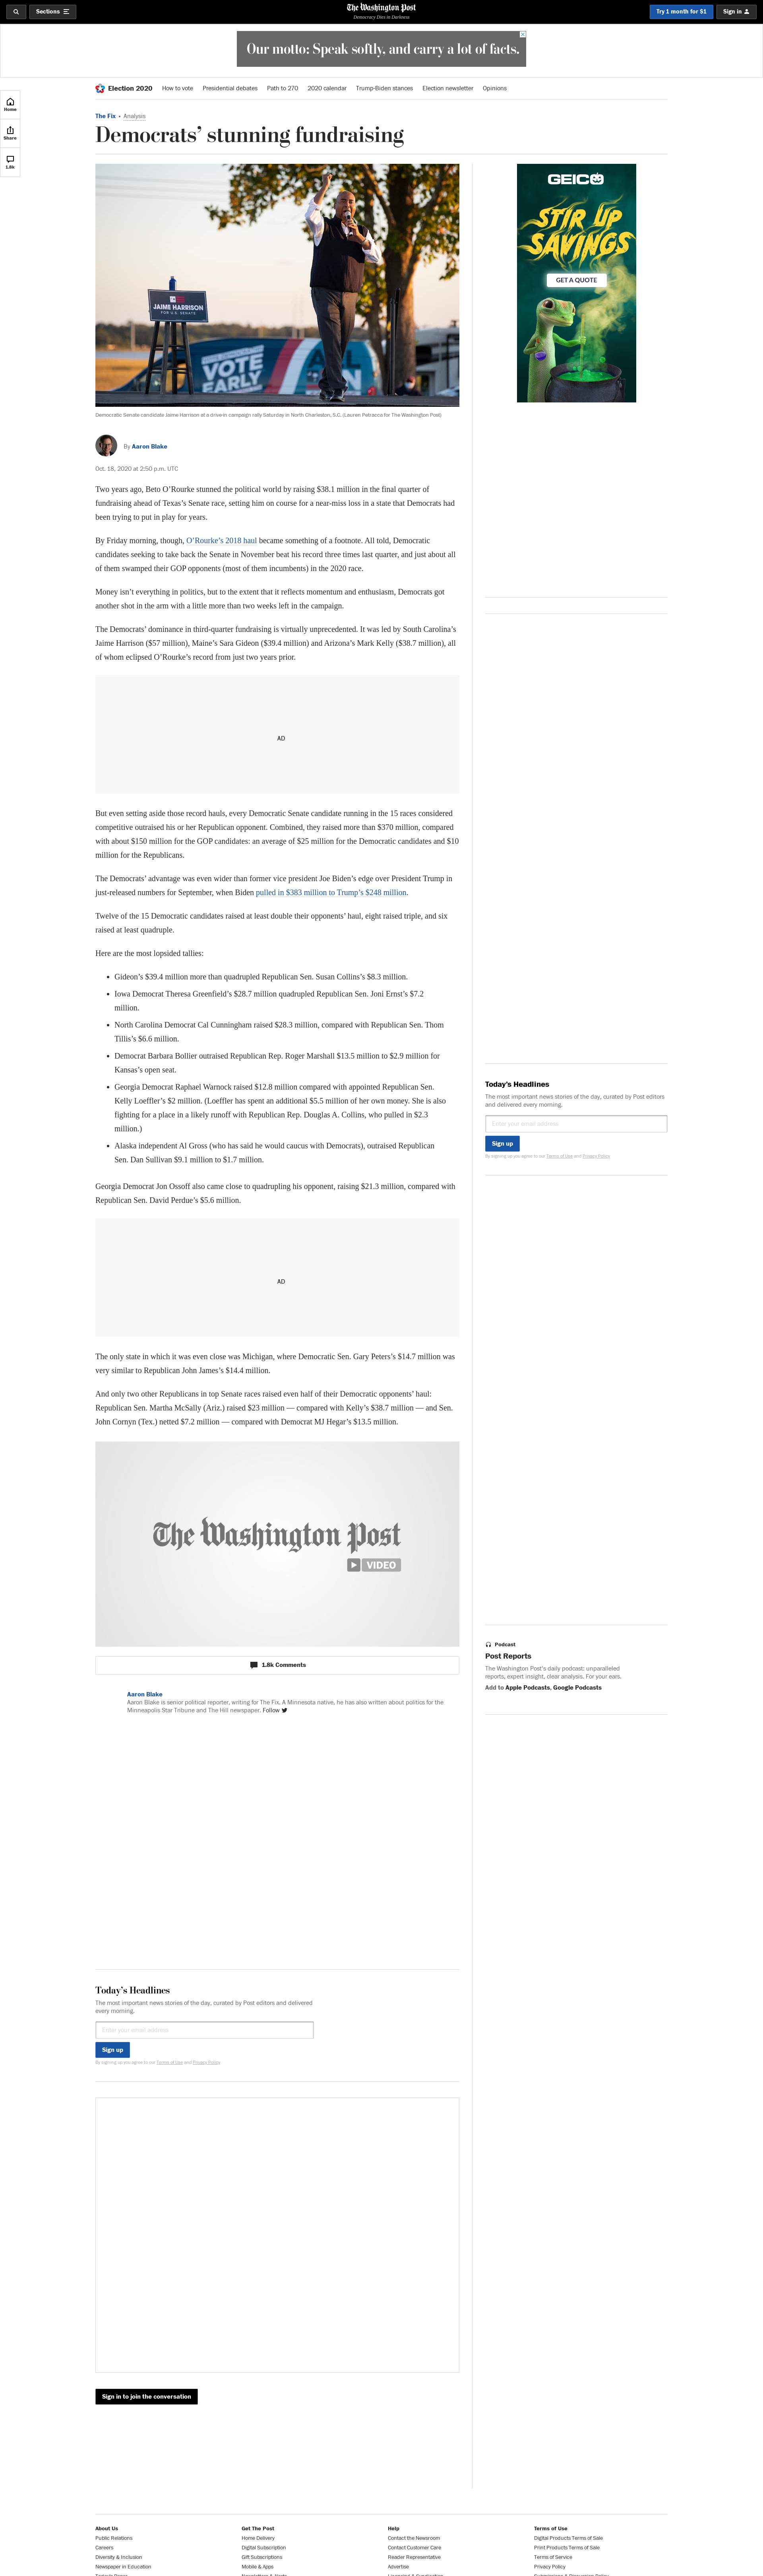 Sections
The Washington Post
Democracy Dies in Darkness
Try 1 month for $1
Sign in
Our motto: Speak softly, and carry a lot of facts.
Home
Share
1.8k
Election 2020
How to vote
Presidential debates
Path to 270
2020 calendar
Trump-Biden stances
Election newsletter
Opinions
The Fix • Analysis
Democrats’ stunning fundraising
JAIME HARRISON
FOR U.S. SENATE
VOTE
EARLY
Democratic Senate candidate Jaime Harrison at a drive-in campaign rally Saturday in North Charleston, S.C. (Lauren Petracca for The Washington Post)
By Aaron Blake
Oct. 18, 2020 at 2:50 p.m. UTC
Two years ago, Beto O’Rourke stunned the political world by raising $38.1 million in the final quarter of
fundraising ahead of Texas’s Senate race, setting him on course for a near-miss loss in a state that Democrats had
been trying to put in play for years.
By Friday morning, though, O’Rourke’s 2018 haul became something of a footnote. All told, Democratic
candidates seeking to take back the Senate in November beat his record three times last quarter, and just about all
of them swamped their GOP opponents (most of them incumbents) in the 2020 race.
Money isn’t everything in politics, but to the extent that it reflects momentum and enthusiasm, Democrats got
another shot in the arm with a little more than two weeks left in the campaign.
The Democrats’ dominance in third-quarter fundraising is virtually unprecedented. It was led by South Carolina’s
Jaime Harrison ($57 million), Maine’s Sara Gideon ($39.4 million) and Arizona’s Mark Kelly ($38.7 million), all
of whom eclipsed O’Rourke’s record from just two years prior.
AD
But even setting aside those record hauls, every Democratic Senate candidate running in the 15 races considered
competitive outraised his or her Republican opponent. Combined, they raised more than $370 million, compared
with about $150 million for the GOP candidates: an average of $25 million for the Democratic candidates and $10
million for the Republicans.
The Democrats’ advantage was even wider than former vice president Joe Biden’s edge over President Trump in
just-released numbers for September, when Biden pulled in $383 million to Trump’s $248 million.
Twelve of the 15 Democratic candidates raised at least double their opponents’ haul, eight raised triple, and six
raised at least quadruple.
Here are the most lopsided tallies:
• Gideon’s $39.4 million more than quadrupled Republican Sen. Susan Collins’s $8.3 million.
• Iowa Democrat Theresa Greenfield’s $28.7 million quadrupled Republican Sen. Joni Ernst’s $7.2
million.
• North Carolina Democrat Cal Cunningham raised $28.3 million, compared with Republican Sen. Thom
Tillis’s $6.6 million.
• Democrat Barbara Bollier outraised Republican Rep. Roger Marshall $13.5 million to $2.9 million for
Kansas’s open seat.
• Georgia Democrat Raphael Warnock raised $12.8 million compared with appointed Republican Sen.
Kelly Loeffler’s $2 million. (Loeffler has spent an additional $5.5 million of her own money. She is also
fighting for a place in a likely runoff with Republican Rep. Douglas A. Collins, who pulled in $2.3
million.)
• Alaska independent Al Gross (who has said he would caucus with Democrats), outraised Republican
Sen. Dan Sullivan $9.1 million to $1.7 million.
Georgia Democrat Jon Ossoff also came close to quadrupling his opponent, raising $21.3 million, compared with
Republican Sen. David Perdue’s $5.6 million.
AD
The only state in which it was even close was Michigan, where Democratic Sen. Gary Peters’s $14.7 million was
very similar to Republican John James’s $14.4 million.
And only two other Republicans in top Senate races raised even half of their Democratic opponents’ haul:
Republican Sen. Martha McSally (Ariz.) raised $23 million — compared with Kelly’s $38.7 million — and Sen.
John Cornyn (Tex.) netted $7.2 million — compared with Democrat MJ Hegar’s $13.5 million.
The Washington Post
VIDEO
1.8k Comments
Aaron Blake
Aaron Blake is senior political reporter, writing for The Fix. A Minnesota native, he has also written about politics for the
Minneapolis Star Tribune and The Hill newspaper. Follow
Today’s Headlines
The most important news stories of the day, curated by Post editors and delivered
every morning.
Enter your email address
Sign up
By signing up you agree to our Terms of Use and Privacy Policy
Sign in to join the conversation
GEICO
STIR UP
SAVINGS
GET A QUOTE
Today’s Headlines
The most important news stories of the day, curated by Post editors
and delivered every morning.
Enter your email address
Sign up
By signing up you agree to our Terms of Use and Privacy Policy
Podcast
Post Reports
The Washington Post’s daily podcast: unparalleled
reports, expert insight, clear analysis. For your ears.
Add to Apple Podcasts, Google Podcasts
About Us
Public Relations
Careers
Diversity & Inclusion
Newspaper in Education
Get The Post
Home Delivery
Digital Subscription
Gift Subscriptions
Mobile & Apps
Help
Contact the Newsroom
Contact Customer Care
Reader Representative
Advertise
Terms of Use
Digital Products Terms of Sale
Print Products Terms of Sale
Terms of Service
Privacy Policy